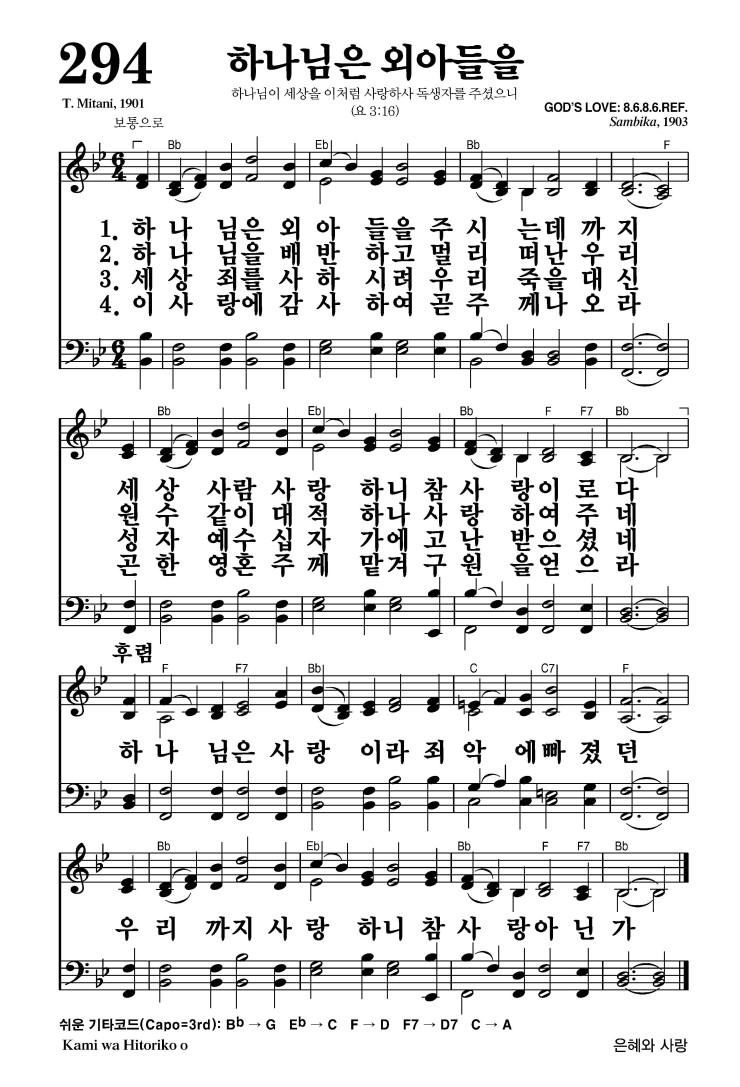 294
하나님은 외아들을
하나님이 세상을 이처럼 사랑하사 독생자를 주셨으니
(요 3:16)
T. Mitani, 1901
GOD'S LOVE: 8.6.8.6.REF.
Sambika, 1903
보통으로
Bb Eb Bb F
1. 하 나 님은 외 아 들을 주 시 는데 까 지
2. 하 나 님을 배 반 하고 멀 리 떠난 우 리
3. 세 상 죄를 사 하 시려 우 리 죽을 대 신
4. 이 사 랑에 감 사 하여 곧 주 께나 오 라
Bb Eb Bb F F7 Bb
세 상 사람 사 랑 하니 참 사 랑이 로 다
원 수 같이 대 적 하나 사 랑 하여 주 네
성 자 예수 십 자 가에 고 난 받으 셨 네
곤 한 영혼 주 께 맡겨 구 원 을얻 으 라
후렴
F F7 Bb C C7 F
하 나 님은 사 랑 이라 죄 악 에빠 졌 던
Bb Eb Bb F F7 Bb
우 리 까지 사 랑 하니 참 사 랑아 닌 가
쉬운 기타코드(Capo=3rd): Bb → G Eb → C F → D F7 → D7 C → A
Kami wa Hitoriko o
은혜와 사랑